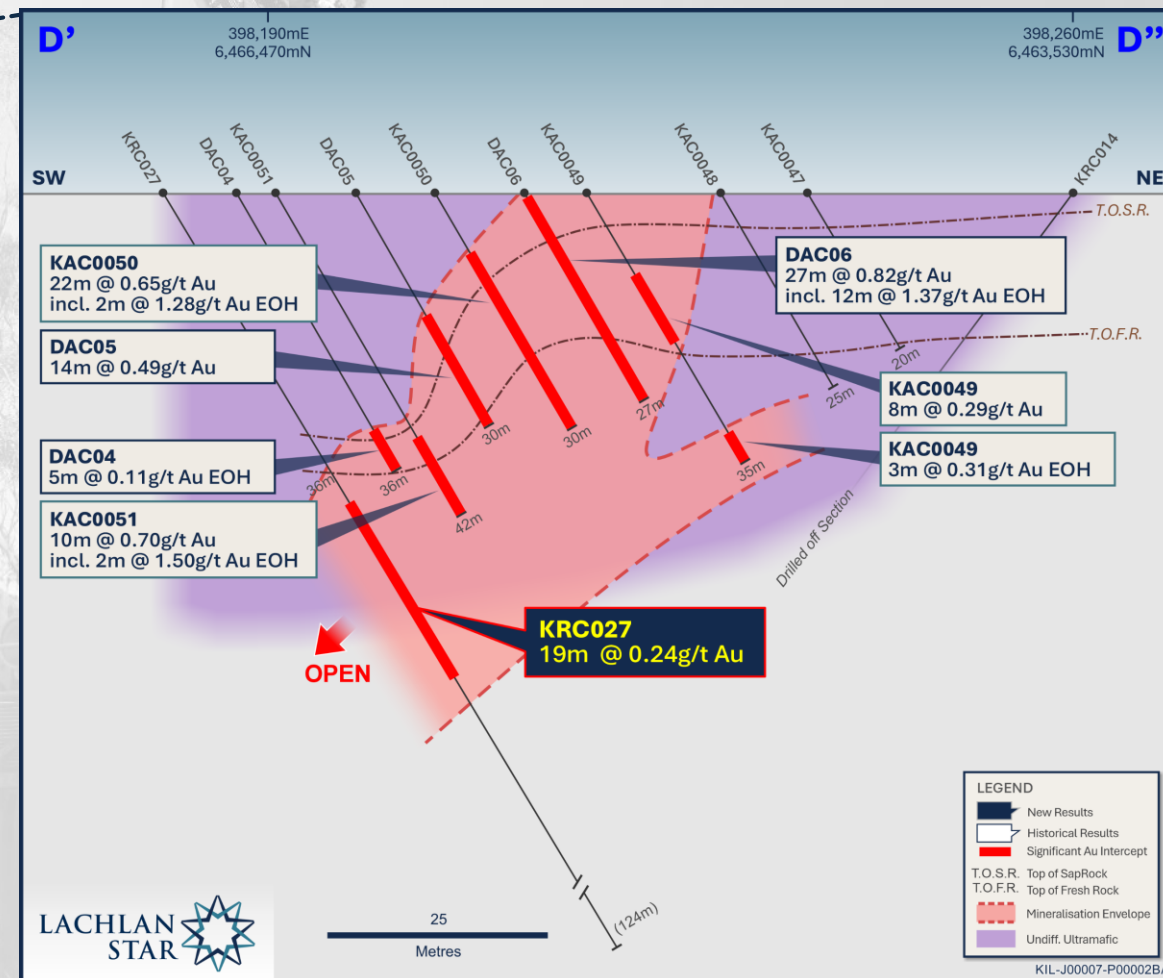 D’
398,190mE
6,466,470mN
398,260mE
6,463,530mN
D”
KRC027
DAC04
KAC0051
DAC05
KAC0050
DAC06
KAC0049
KAC0048
KAC0047
KRC014
SW
NE
T.O.S.R.
KAC0050
22m @ 0.65g/t Au
incl. 2m @ 1.28g/t Au EOH
DAC06
27m @ 0.82g/t Au
incl. 12m @ 1.37g/t Au EOH
T.O.F.R.
DAC05
14m @ 0.49g/t Au
20m
25m
KAC0049
8m @ 0.29g/t Au
27m
30m
30m
DAC04
5m @ 0.11g/t Au EOH
KAC0049
3m @ 0.31g/t Au EOH
36m
36m
35m
KAC0051
10m @ 0.70g/t Au
incl. 2m @ 1.50g/t Au EOH
42m
Drilled off Section
KRC027
19m @ 0.24g/t Au
OPEN
(124m)
LEGEND
New Results
Historical Results
Significant Au Intercept
T.O.S.R. Top of SapRock
T.O.F.R. Top of Fresh Rock
Mineralisation Envelope
Undiff. Ultramafic
LACHLAN
STAR
25
Metres